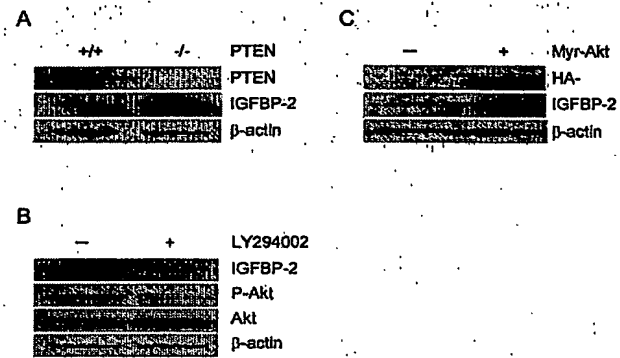 A
+/+ -/- PTEN
PTEN
IGFBP-2
β-actin
C
— + Myr-Akt
HA-
IGFBP-2
β-actin
B
— + LY294002
IGFBP-2
P-Akt
Akt
β-actin